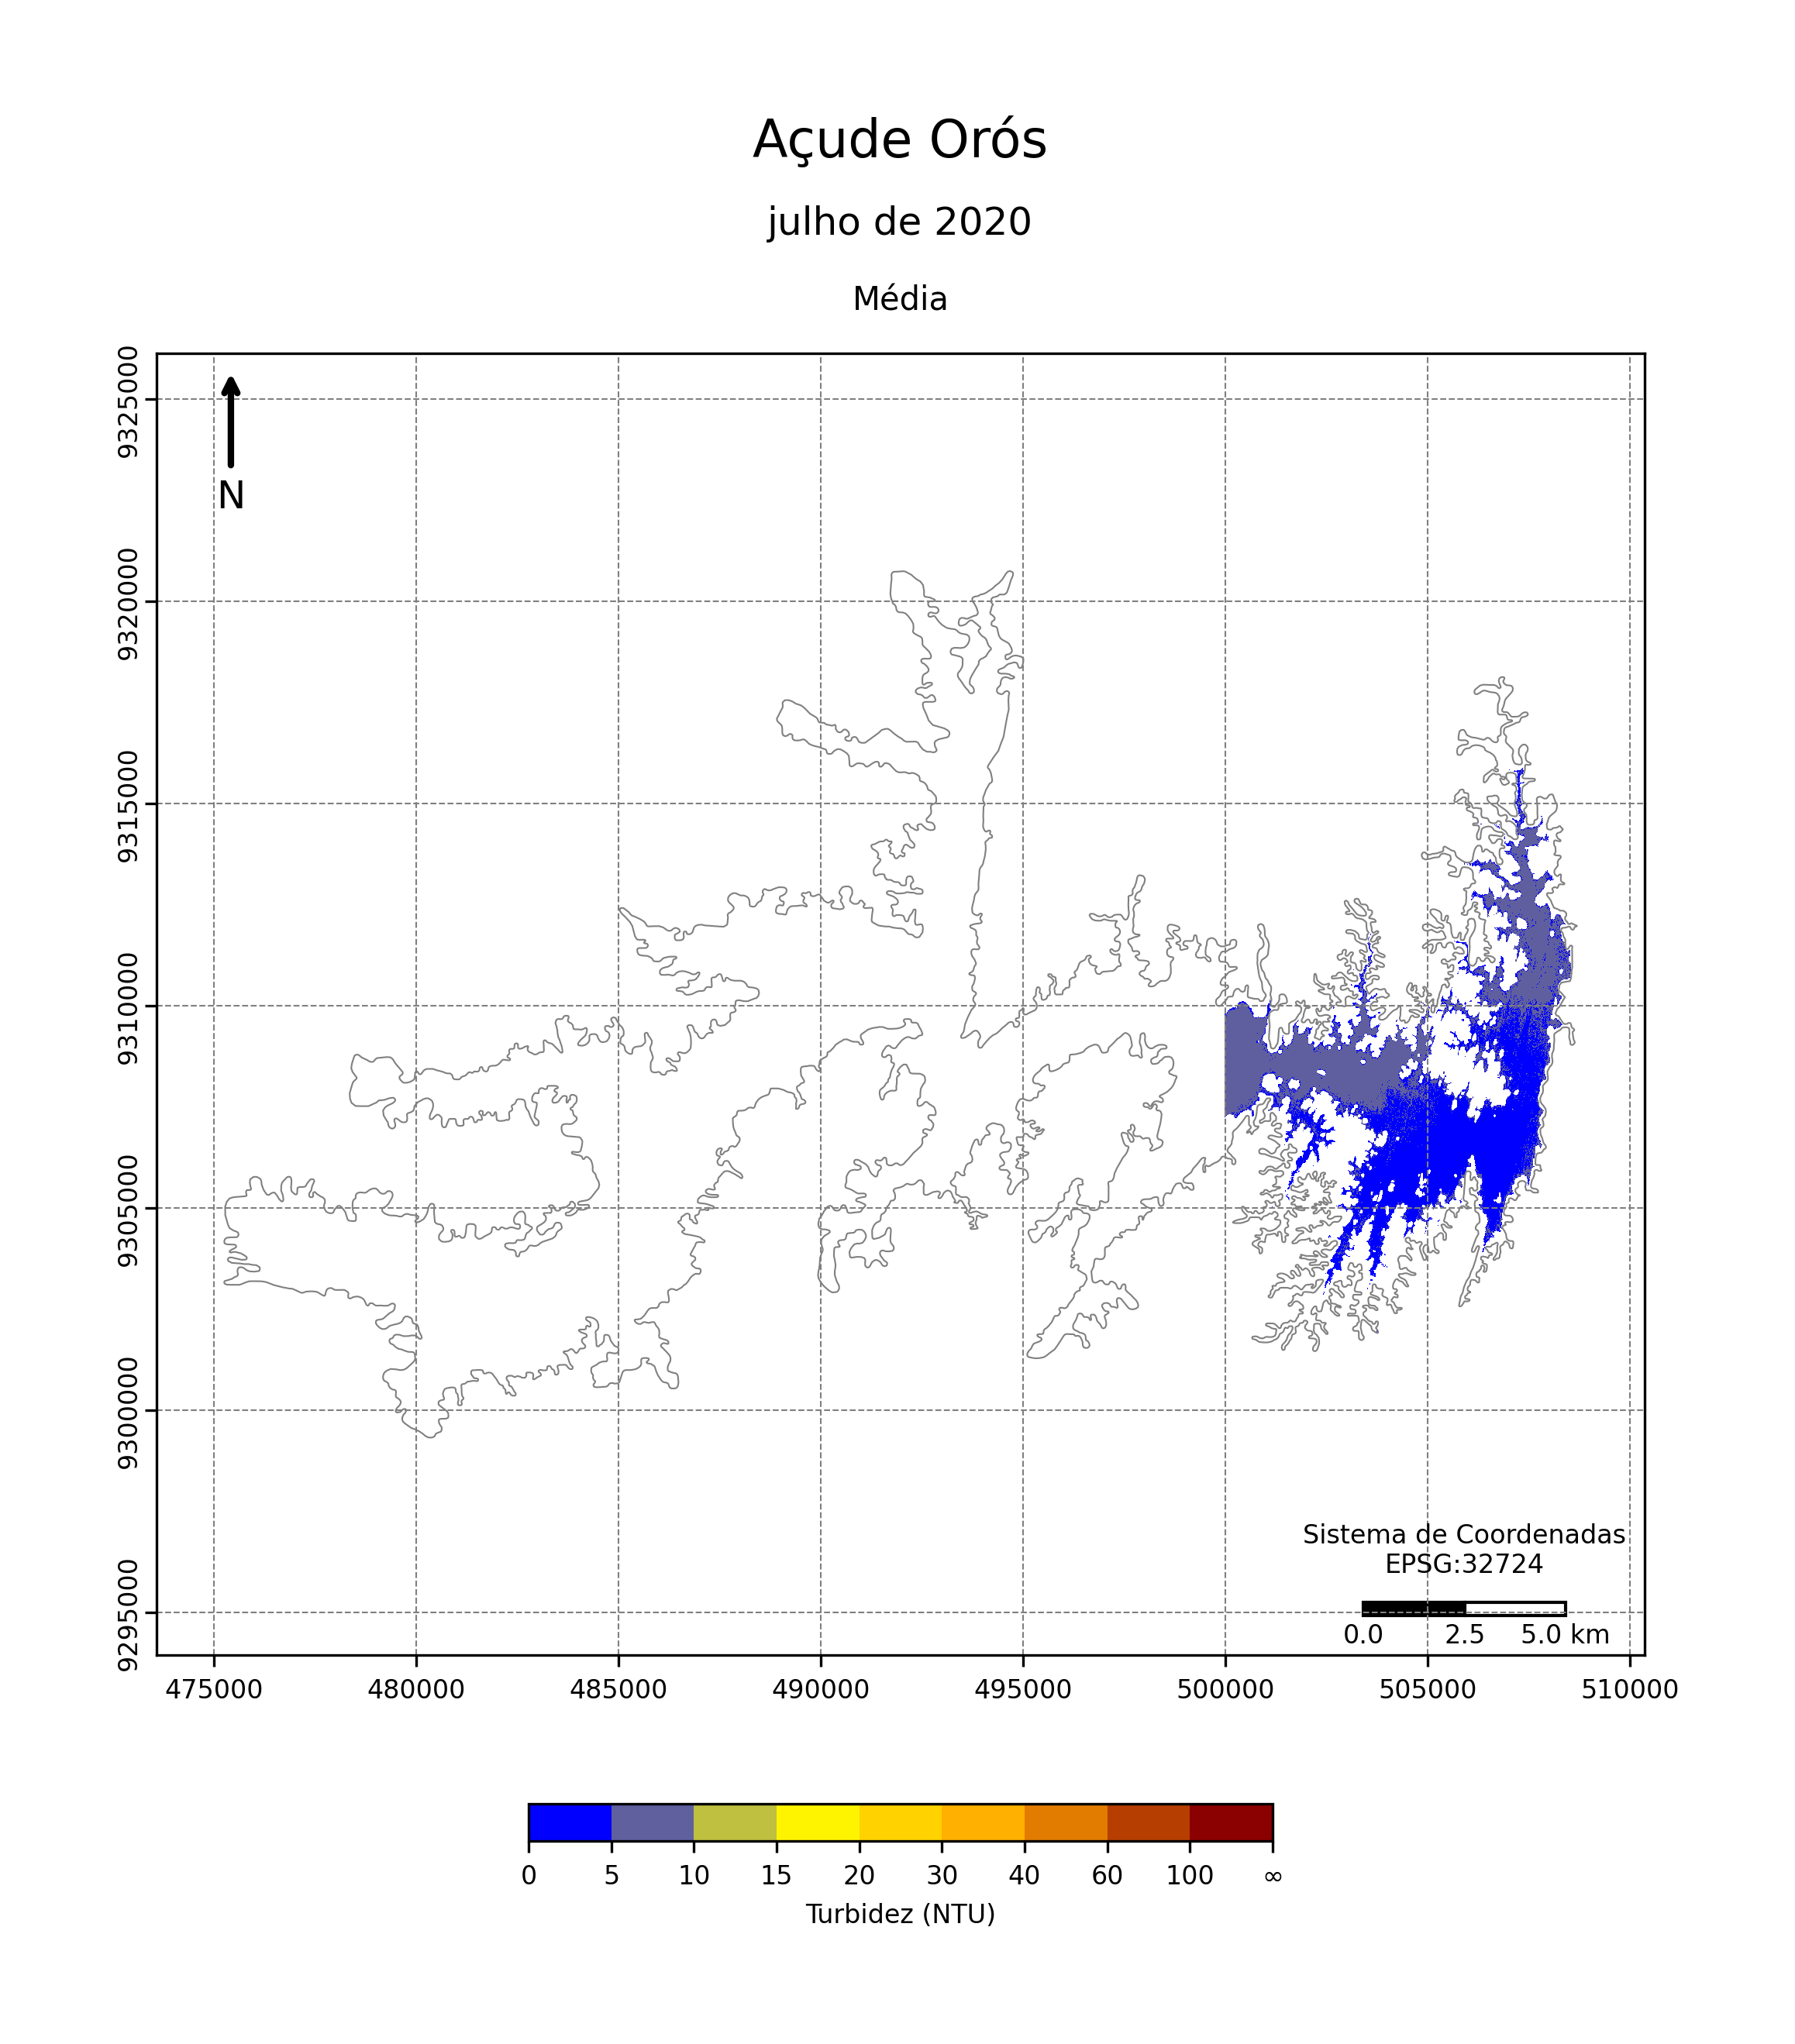 Açude Orós
julho de 2020
Média
N
9325000
9320000
9315000
9310000
9305000
9300000
9295000
Sistema de Coordenadas
EPSG:32724
0.0 2.5 5.0 km
475000 480000 485000 490000 495000 500000 505000 510000
0 5 10 15 20 30 40 60 100 ∞
Turbidez (NTU)